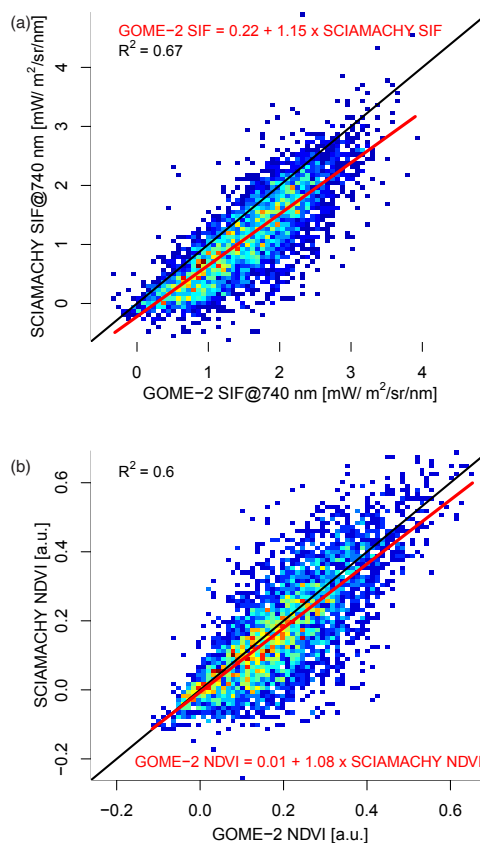 (a)
GOME−2 SIF = 0.22 + 1.15 x SCIAMACHY SIF
R² = 0.67
SCIAMACHY SIF@740 nm [mW/ m²/sr/nm]
4
3
2
1
0
0 1 2 3 4
GOME−2 SIF@740 nm [mW/ m²/sr/nm]
(b)
R² = 0.6
SCIAMACHY NDVI [a.u.]
0.6
0.4
0.2
0.0
−0.2
GOME−2 NDVI = 0.01 + 1.08 x SCIAMACHY NDVI
−0.2 0.0 0.2 0.4 0.6
GOME−2 NDVI [a.u.]